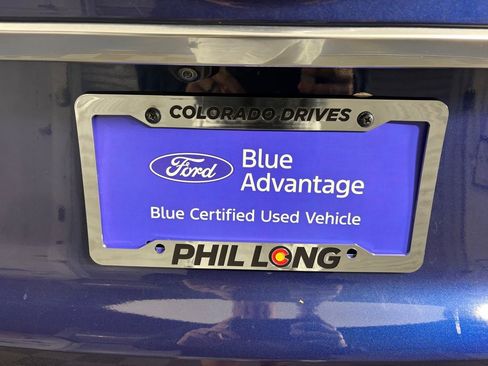 COLORADO DRIVES
Ford
Blue
Advantage
Blue Certified Used Vehicle
PHIL LONG